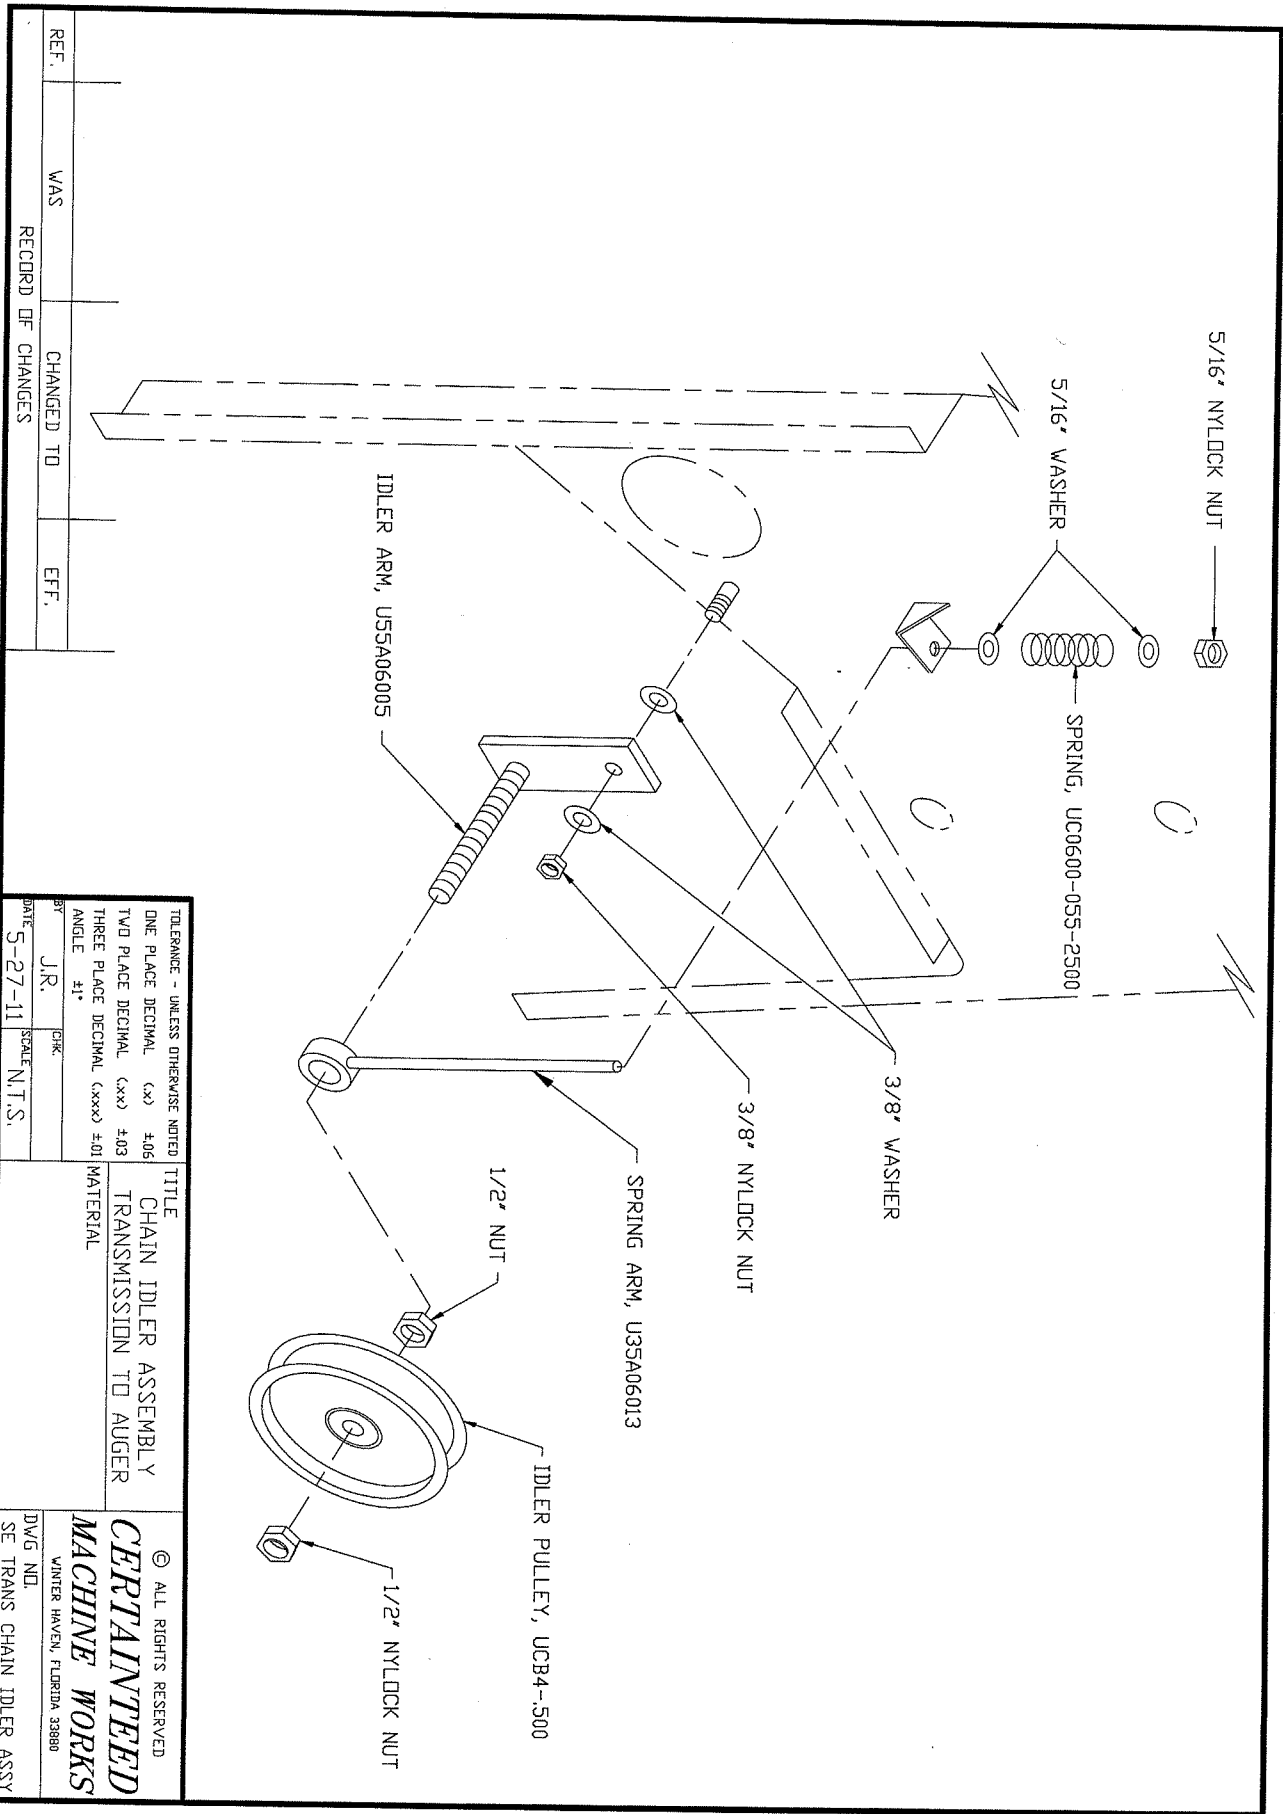 5/16" NYLOCK NUT
5/16" WASHER
SPRING, UC0600-055-2500
3/8" WASHER
3/8" NYLOCK NUT
IDLER ARM, U55A06005
SPRING ARM, U35A06013
1/2" NUT
IDLER PULLEY, UCB4-.500
1/2" NYLOCK NUT
REF.
WAS
CHANGED TO
EFF.
RECORD OF CHANGES
TOLERANCE - UNLESS OTHERWISE NOTED
ONE PLACE DECIMAL (.x) ±.06
TWO PLACE DECIMAL (.xx) ±.03
THREE PLACE DECIMAL (.xxx) ±.01
ANGLE ±1°
BY J.R.
CHK.
DATE 5-27-11
SCALE N.T.S.
TITLE
CHAIN IDLER ASSEMBLY
TRANSMISSION TO AUGER
MATERIAL
© ALL RIGHTS RESERVED
CERTAINTEED
MACHINE WORKS
WINTER HAVEN, FLORIDA 33880
DWG NO.
SE TRANS CHAIN IDLER ASSY